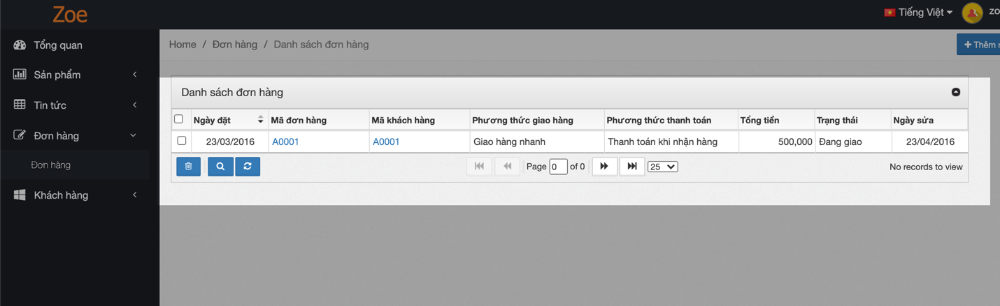 Zoe
Tiếng Việt
Tổng quan
Sản phẩm
Tin tức
Đơn hàng
Đơn hàng
Khách hàng
Home / Đơn hàng / Danh sách đơn hàng
Thêm
Danh sách đơn hàng
Ngày đặt Mã đơn hàng Mã khách hàng Phương thức giao hàng Phương thức thanh toán Tổng tiền Trạng thái Ngày sửa
23/03/2016 A0001 A0001 Giao hàng nhanh Thanh toán khi nhận hàng 500,000 Đang giao 23/04/2016
Page 0 of 0 25 No records to view